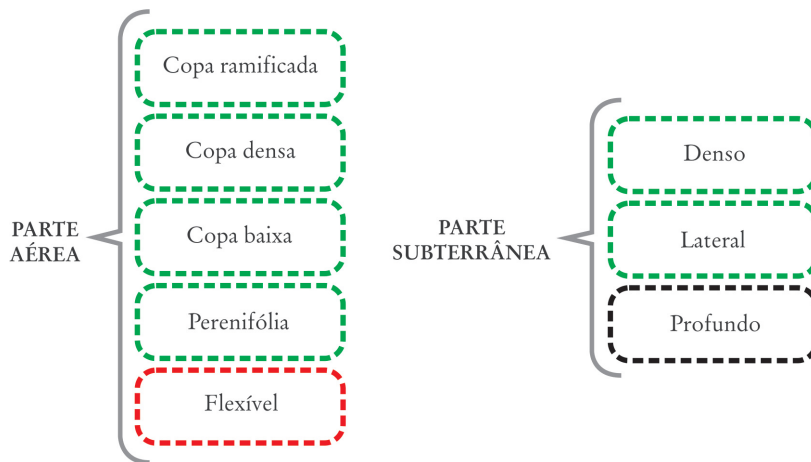 PARTE
AÉREA
Copa ramificada
Copa densa
Copa baixa
Perenifólia
Flexível
PARTE
SUBTERRÂNEA
Denso
Lateral
Profundo